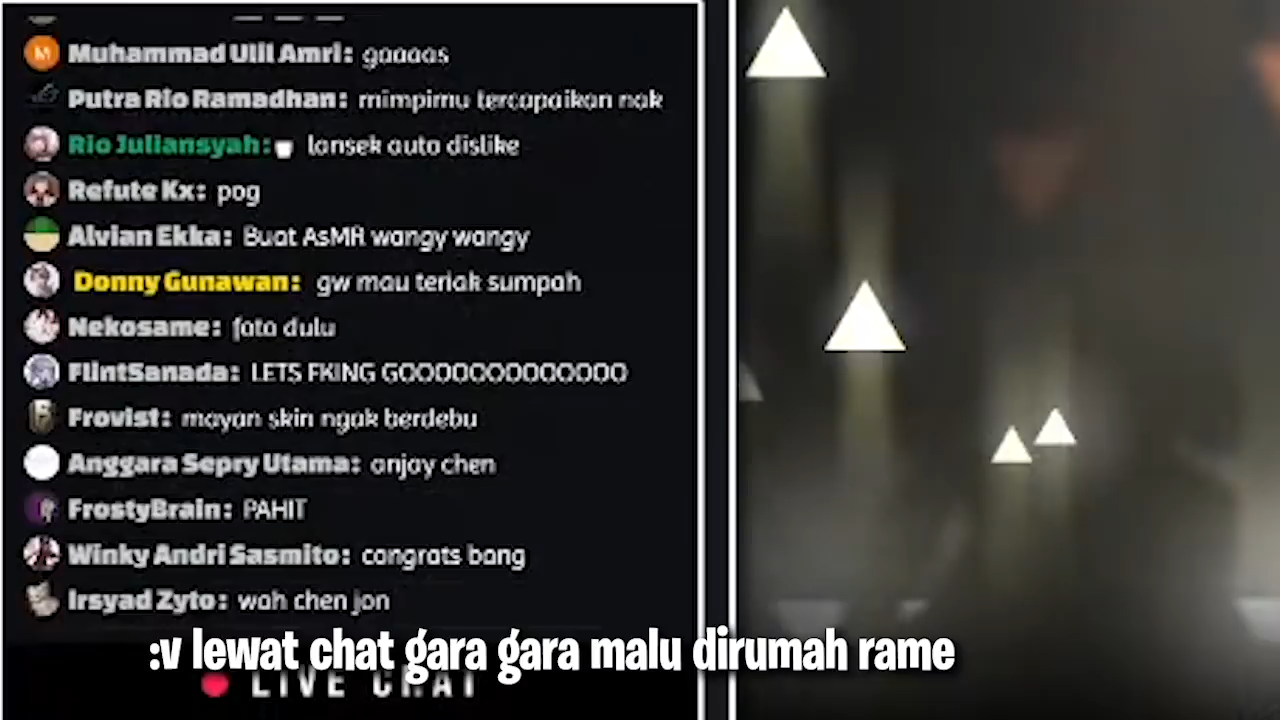 Muhammad Ulil Amri: gaaaas
Putra Rio Ramadhan: mimpimu tercapaikan nak
Rio Juliansyah: lansek auto dislike
Refute Kx: pog
Alvian Ekka: Buat AsMR wangy wangy
Donny Gunawan: gw mau teriak sumpah
Nekosame: foto dulu
FlintSanada: LETS FKING GOOOOOOOOOOOOOO
Frovist: mayan skin ngak berdebu
Anggara Sepry Utama: anjay chen
FrostyBrain: PAHIT
Winky Andri Sasmito: congrats bang
Irsyad Zyto: wah chen jon
:v lewat chat gara gara malu dirumah rame
LIVE CHAT